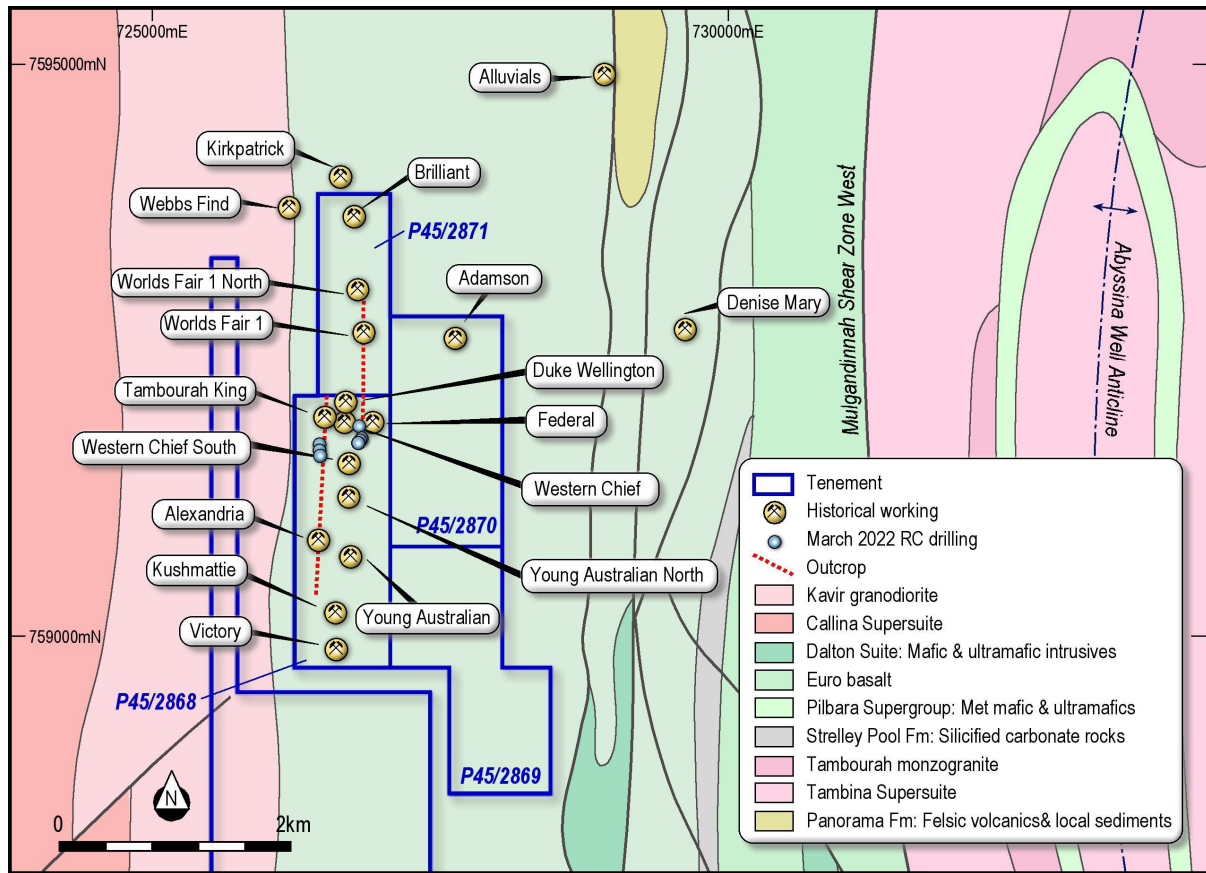 725000mE
730000mE
7595000mN
Alluvials
Kirkpatrick
Brilliant
Webbs Find
P45/2871
Worlds Fair 1 North
Adamson
Denise Mary
Worlds Fair 1
Mulgandinnah Shear Zone West
Abyssina Well Anticline
Duke Wellington
Tambourah King
Federal
Western Chief South
Western Chief
Alexandria
P45/2870
Kushmattie
Young Australian North
Young Australian
Victory
759000mN
P45/2868
P45/2869
N
0 2km
Tenement
Historical working
March 2022 RC drilling
Outcrop
Kavir granodiorite
Callina Supersuite
Dalton Suite: Mafic & ultramafic intrusives
Euro basalt
Pilbara Supergroup: Met mafic & ultramafics
Strelley Pool Fm: Silicified carbonate rocks
Tambourah monzogranite
Tambina Supersuite
Panorama Fm: Felsic volcanics& local sediments